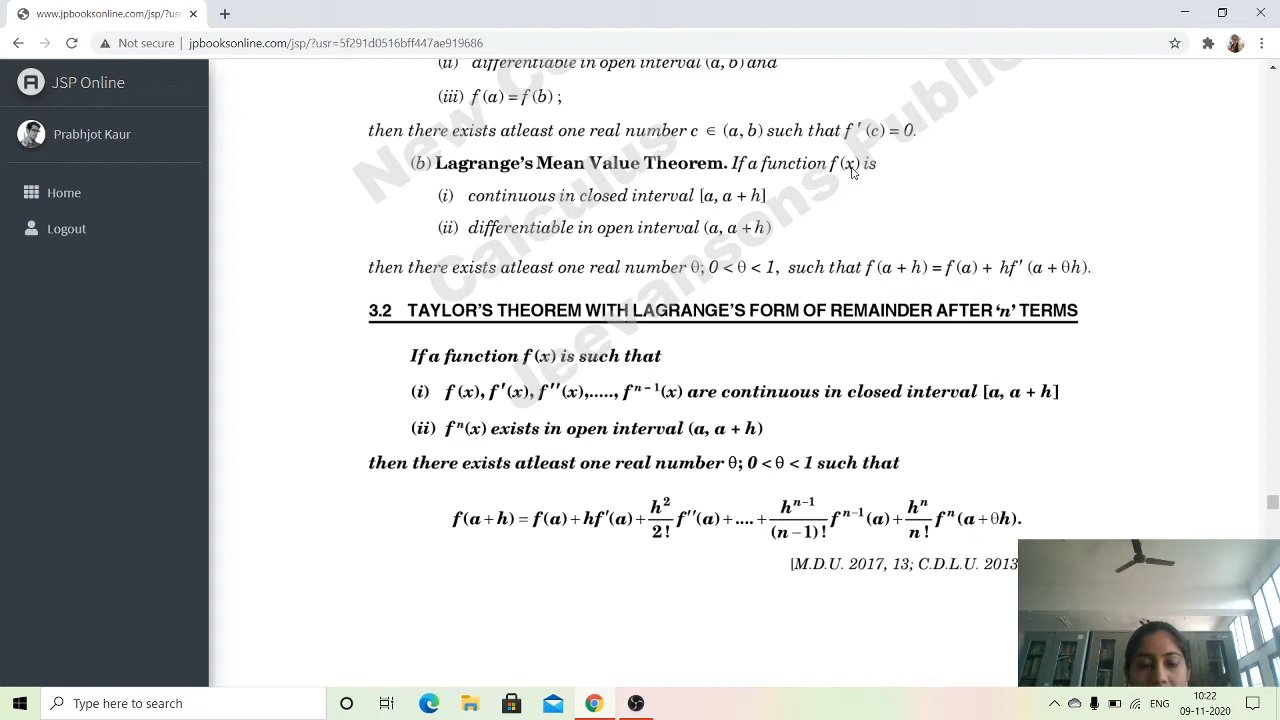 www.jpbooksonline.com/jsp/?us
Not secure | jpbooksonline.com/jsp/?usr=5f291d0516bff447ae919686
JSP Online
Prabhjot Kaur
Home
Logout
(ii) differentiable in open interval (a, b) and
(iii) f (a) = f (b) ;
then there exists atleast one real number c ∈ (a, b) such that f ′ (c) = 0.
(b) Lagrange's Mean Value Theorem. If a function f (x) is
(i) continuous in closed interval [a, a + h]
(ii) differentiable in open interval (a, a + h)
then there exists atleast one real number θ; 0 < θ < 1, such that f (a + h) = f (a) + hf ′ (a + θh).
3.2 TAYLOR'S THEOREM WITH LAGRANGE'S FORM OF REMAINDER AFTER 'n' TERMS
If a function f (x) is such that
(i) f (x), f ′(x), f ′′(x),....., f ⁿ⁻¹(x) are continuous in closed interval [a, a + h]
(ii) f ⁿ(x) exists in open interval (a, a + h)
then there exists atleast one real number θ; 0 < θ < 1 such that
f(a + h) = f(a) + hf′(a) + h²/2! f′′(a) + .... + hⁿ⁻¹/(n−1)! f ⁿ⁻¹(a) + hⁿ/n! f ⁿ(a + θh).
[M.D.U. 2017, 13; C.D.L.U. 2013
New
Calculus
Jeevansons Public
Type here to search
ENG
10:22
09-11-2020